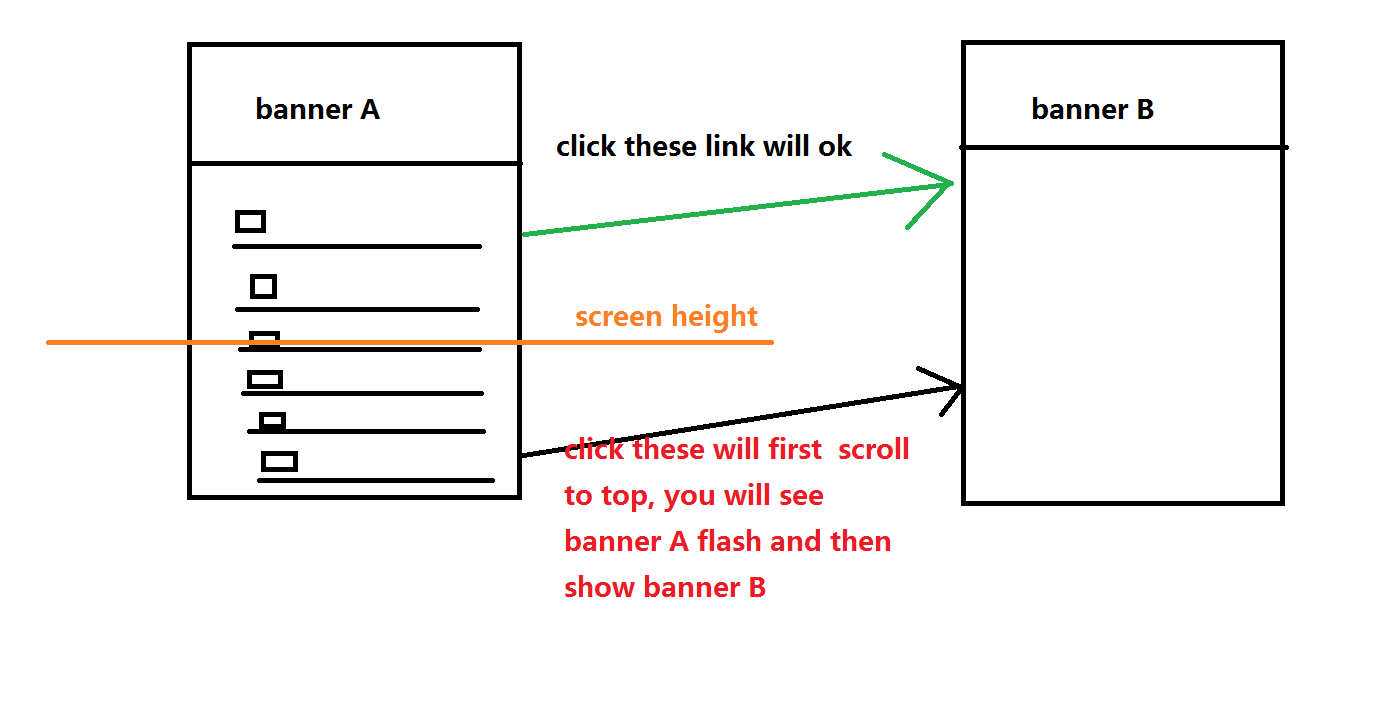 banner A
banner B
click these link will ok
screen height
click these will first  scroll
to top, you will see
banner A flash and then
show banner B